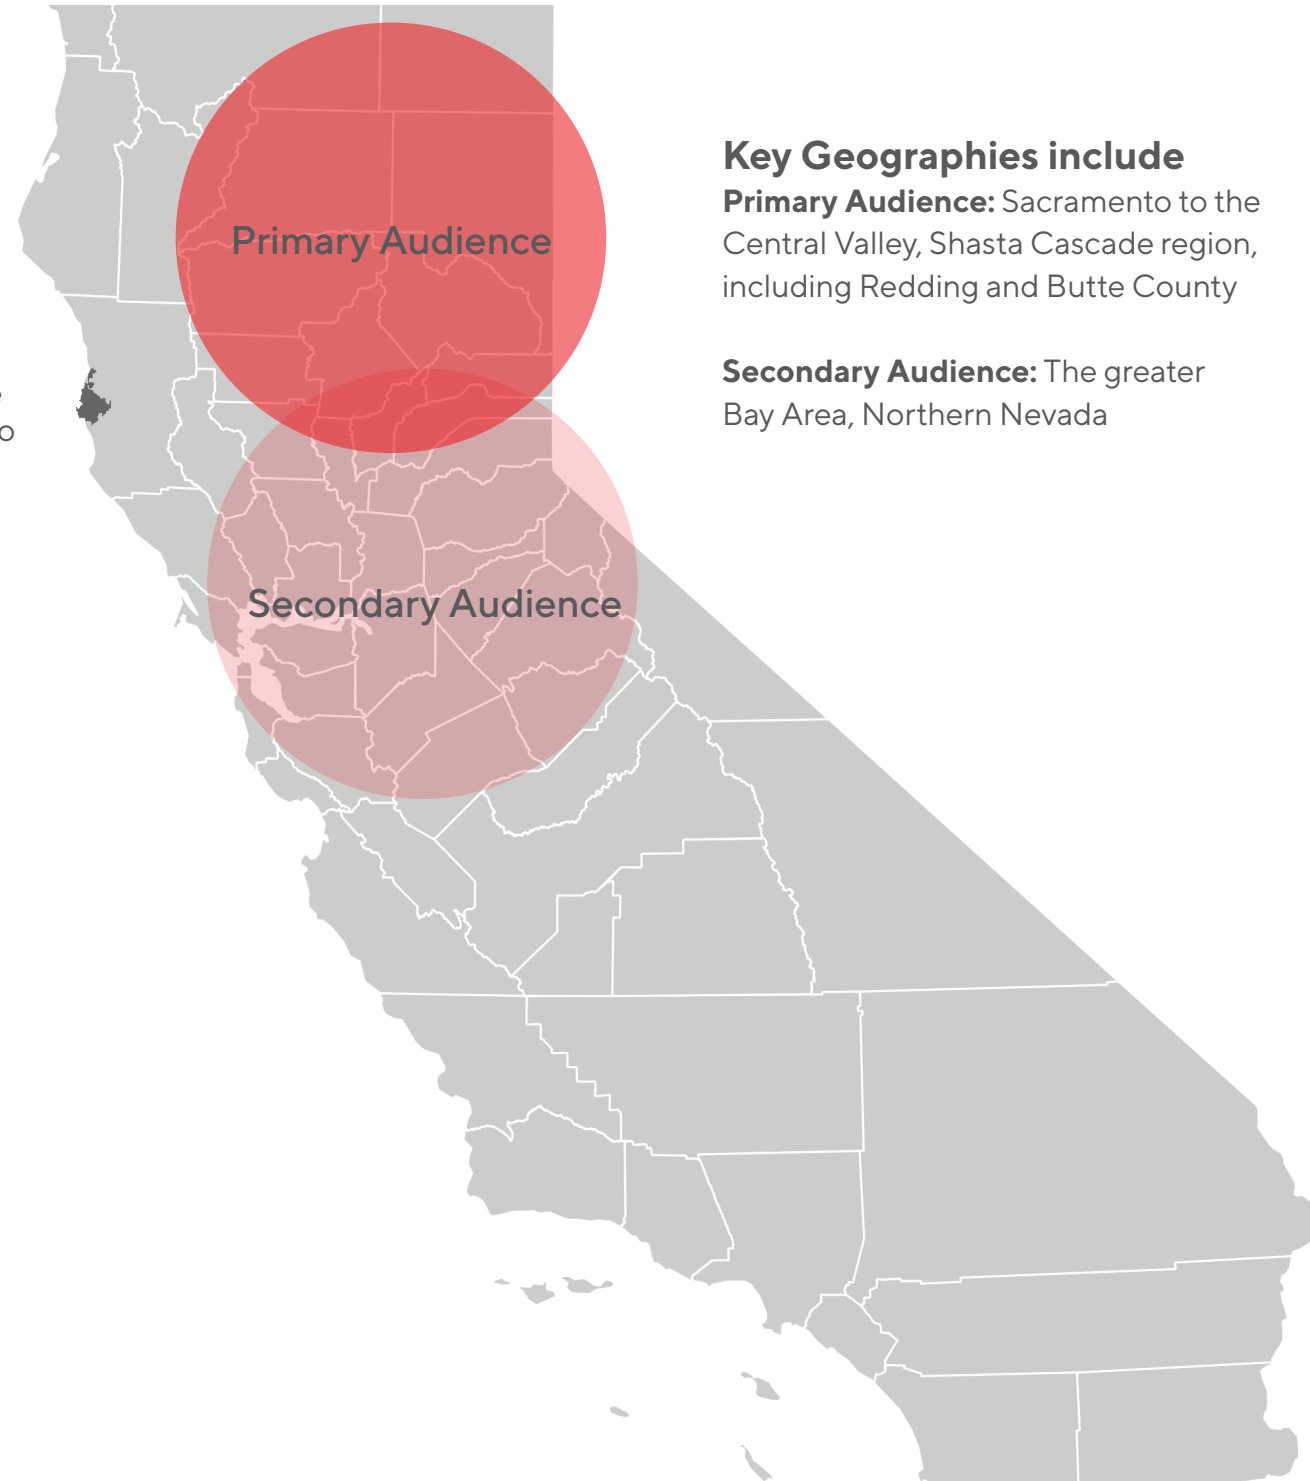 Key Geographies include
Primary Audience: Sacramento to the
Central Valley, Shasta Cascade region,
including Redding and Butte County
Secondary Audience: The greater
Bay Area, Northern Nevada
Primary Audience
Secondary Audience